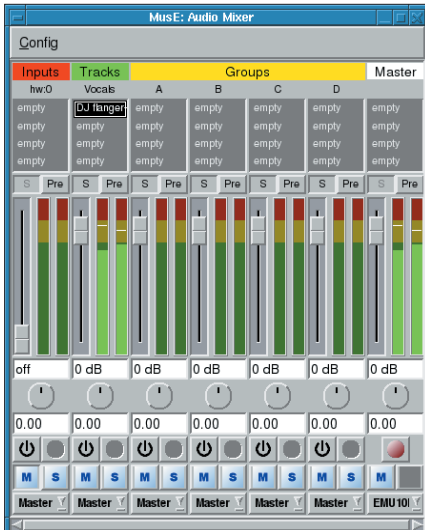 MusE: Audio Mixer
Config
Inputs Tracks Groups Master
hw:0 Vocals A B C D
empty DJ flanger empty empty empty empty empty
empty empty empty empty empty empty empty
empty empty empty empty empty empty empty
empty empty empty empty empty empty empty
S Pre S Pre S Pre S Pre S Pre S Pre S Pre
off 0 dB 0 dB 0 dB 0 dB 0 dB 0 dB
0.00 0.00 0.00 0.00 0.00 0.00 0.00
M S M S M S M S M S M S M
Master Master Master Master Master Master EMU10